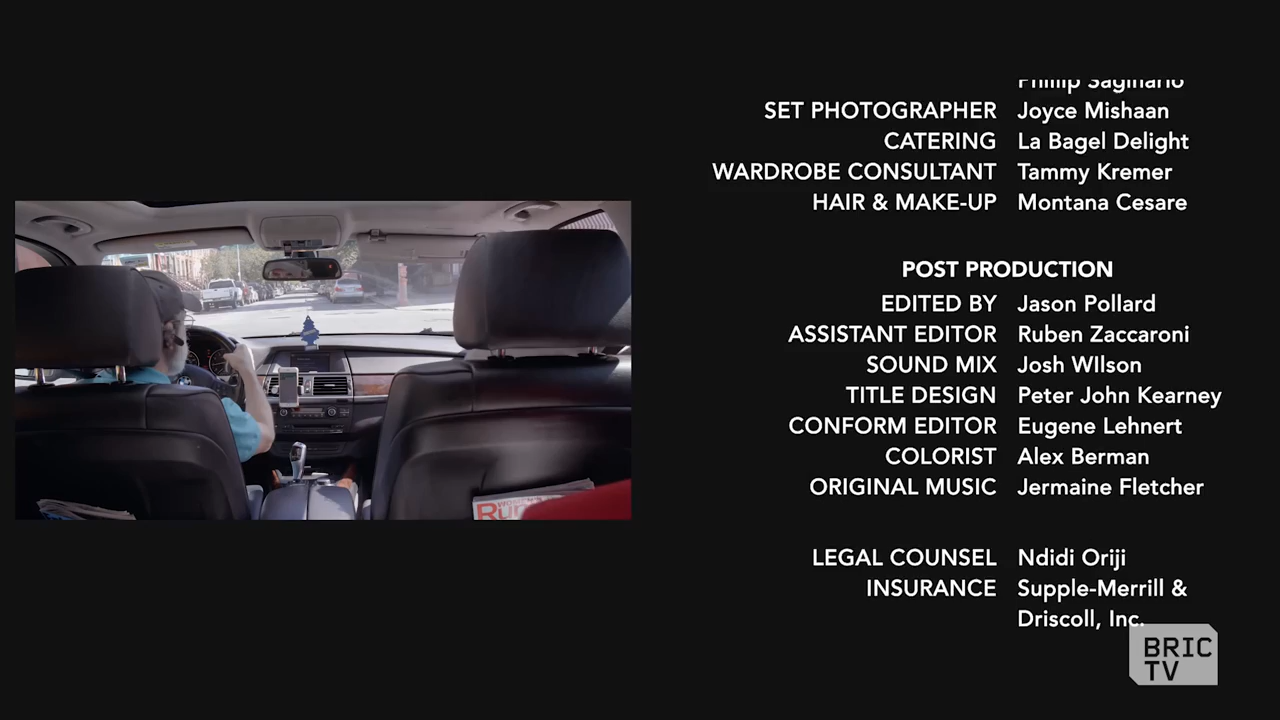 SET PHOTOGRAPHER Joyce Mishaan
CATERING La Bagel Delight
WARDROBE CONSULTANT Tammy Kremer
HAIR & MAKE-UP Montana Cesare
POST PRODUCTION
EDITED BY Jason Pollard
ASSISTANT EDITOR Ruben Zaccaroni
SOUND MIX Josh WIlson
TITLE DESIGN Peter John Kearney
CONFORM EDITOR Eugene Lehnert
COLORIST Alex Berman
ORIGINAL MUSIC Jermaine Fletcher
LEGAL COUNSEL Ndidi Oriji
INSURANCE Supple-Merrill &
Driscoll, Inc.
BRIC
TV